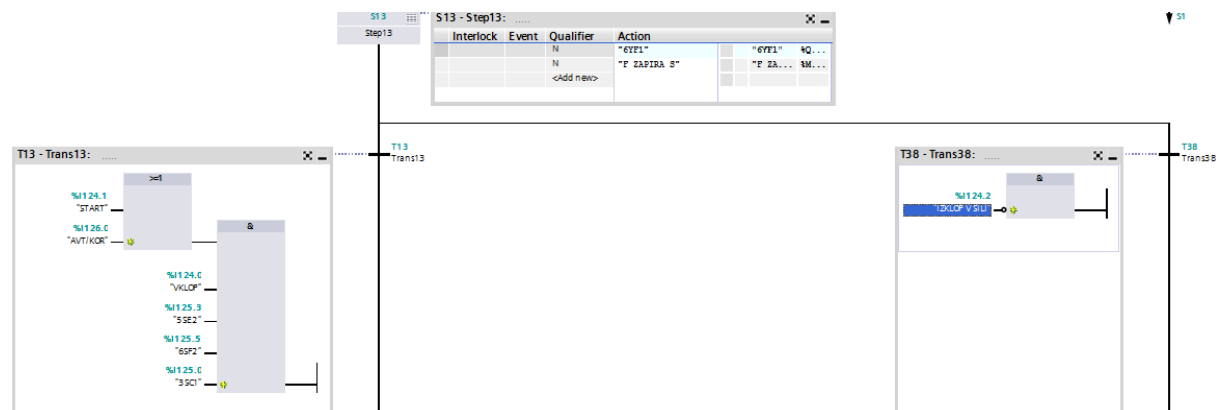 S13
Step13
S13 - Step13: .....
Interlock Event Qualifier Action
N "6YF1" "6YF1" %Q...
N "F ZAPIRA S" "F ZA... %M...
<Add new>
S1
T13 - Trans13: .....
T13
Trans13
>=1
%I124.1
"START"
%I126.0
"AVT/KOR"
&
%I124.0
"VKLOP"
%I125.3
"5SE2"
%I125.5
"6SF2"
%I125.0
"3SC1"
T38 - Trans38: .....
T38
Trans38
&
%I124.2
"IZKLOP V SILI"